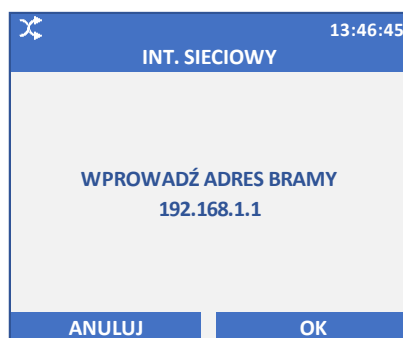 13:46:45
INT. SIECIOWY
WPROWADŹ ADRES BRAMY
192.168.1.1
ANULUJ OK